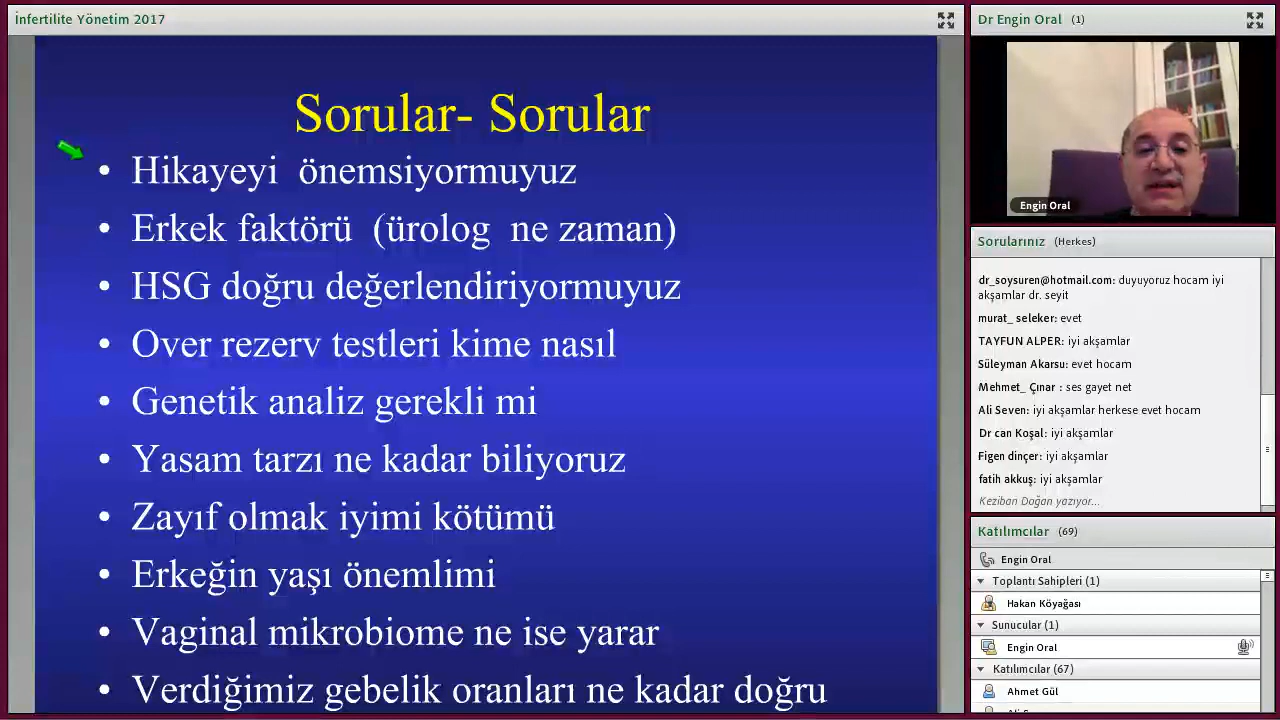 İnfertilite Yönetim 2017
Sorular- Sorular
• Hikayeyi önemsiyormuyuz
• Erkek faktörü (ürolog ne zaman)
• HSG doğru değerlendiriyormuyuz
• Over rezerv testleri kime nasıl
• Genetik analiz gerekli mi
• Yasam tarzı ne kadar biliyoruz
• Zayıf olmak iyimi kötümü
• Erkeğin yaşı önemlimi
• Vaginal mikrobiome ne ise yarar
• Verdiğimiz gebelik oranları ne kadar doğru
Dr Engin Oral (1)
Engin Oral
Sorularınız (Herkes)
dr_soysuren@hotmail.com: duyuyoruz hocam iyi
akşamlar dr. seyit
murat_ seleker: evet
TAYFUN ALPER: iyi akşamlar
Süleyman Akarsu: evet hocam
Mehmet_ Çınar : ses gayet net
Ali Seven: iyi akşamlar herkese evet hocam
Dr can Koşal: iyi akşamlar
Figen dinçer: iyi akşamlar
fatih akkuş: iyi akşamlar
Keziban Doğan yazıyor...
Katılımcılar (69)
Engin Oral
Toplantı Sahipleri (1)
Hakan Köyağası
Sunucular (1)
Engin Oral
Katılımcılar (67)
Ahmet Gül